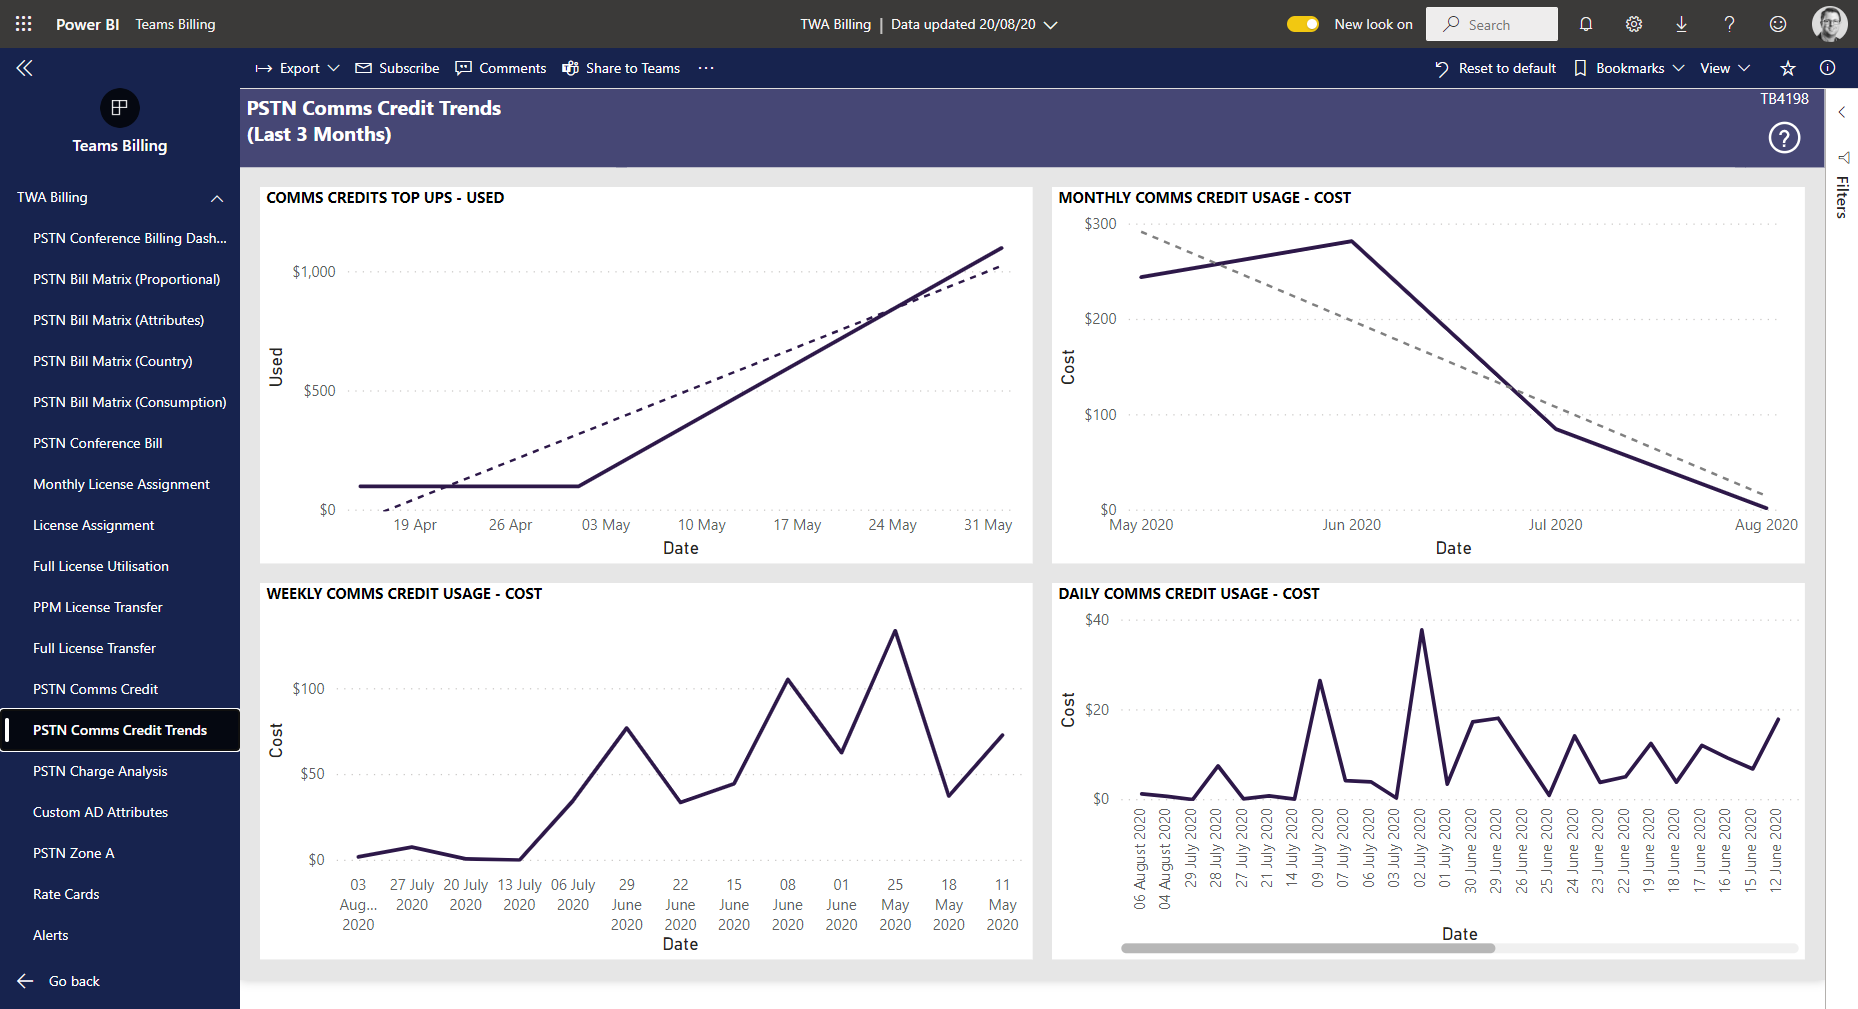 Power BI
Teams Billing
TWA Billing | Data updated 20/08/20
New look on
Search
Export
Subscribe
Comments
Share to Teams
...
Reset to default
Bookmarks
View
Teams Billing
TWA Billing
PSTN Conference Billing Dash...
PSTN Bill Matrix (Proportional)
PSTN Bill Matrix (Attributes)
PSTN Bill Matrix (Country)
PSTN Bill Matrix (Consumption)
PSTN Conference Bill
Monthly License Assignment
License Assignment
Full License Utilisation
PPM License Transfer
Full License Transfer
PSTN Comms Credit
PSTN Comms Credit Trends
PSTN Charge Analysis
Custom AD Attributes
PSTN Zone A
Rate Cards
Alerts
Go back
PSTN Comms Credit Trends
(Last 3 Months)
TB4198
?
Filters
COMMS CREDITS TOP UPS - USED
Used
$1,000
$500
$0
19 Apr 26 Apr 03 May 10 May 17 May 24 May 31 May
Date
MONTHLY COMMS CREDIT USAGE - COST
Cost
$300
$200
$100
$0
May 2020 Jun 2020 Jul 2020 Aug 2020
Date
WEEKLY COMMS CREDIT USAGE - COST
Cost
$100
$50
$0
03 27 July 20 July 13 July 06 July 29 22 15 08 01 25 18 11
Aug... 2020 2020 2020 2020 June June June June June May May May
2020 2020 2020 2020 2020 2020 2020 2020 2020
Date
DAILY COMMS CREDIT USAGE - COST
Cost
$40
$20
$0
06 August 2020
04 August 2020
29 July 2020
28 July 2020
27 July 2020
21 July 2020
14 July 2020
09 July 2020
07 July 2020
06 July 2020
03 July 2020
02 July 2020
01 July 2020
30 June 2020
29 June 2020
26 June 2020
25 June 2020
24 June 2020
23 June 2020
22 June 2020
19 June 2020
18 June 2020
17 June 2020
16 June 2020
15 June 2020
12 June 2020
Date